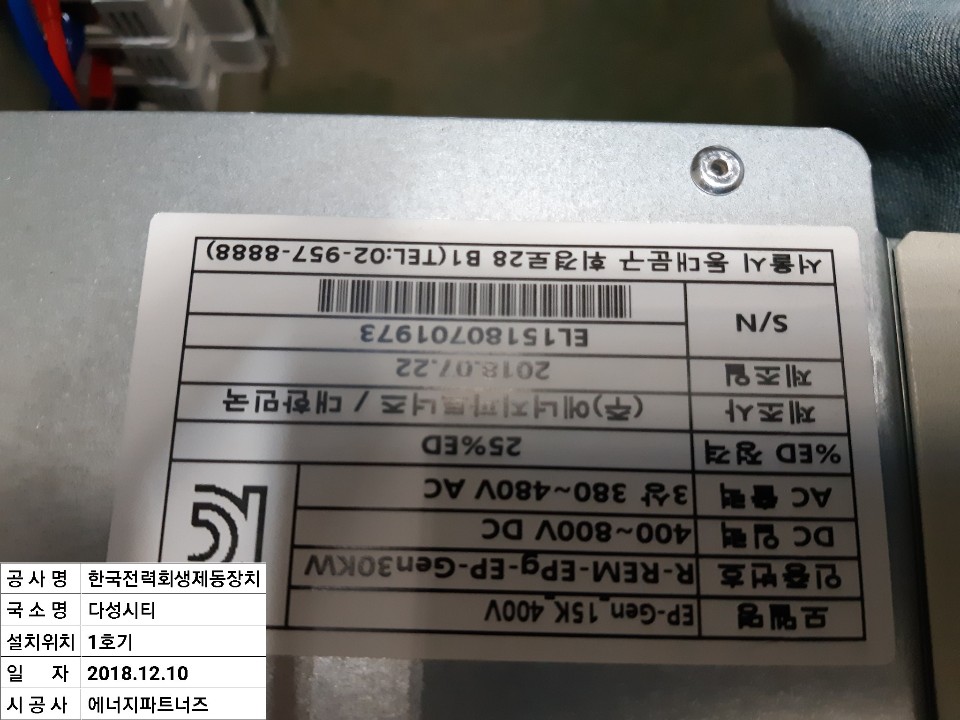 모델명 EP-Gen_15K_400V
인증번호 R-REM-EPg-EP-Gen30KW
DC 입력 400~800V DC
AC 출력 3상 380~480V AC
%ED 정격 25%ED
제조사 (주)에너지파트너즈 / 대한민국
제조일 2018.07.22
S/N EL15180701973
서울시 동대문구 휘경로28 B1(TEL:02-957-8888)
공 사 명 한국전력회생제동장치
국 소 명 다성시티
설치위치 1호기
일 자 2018.12.10
시 공 사 에너지파트너즈